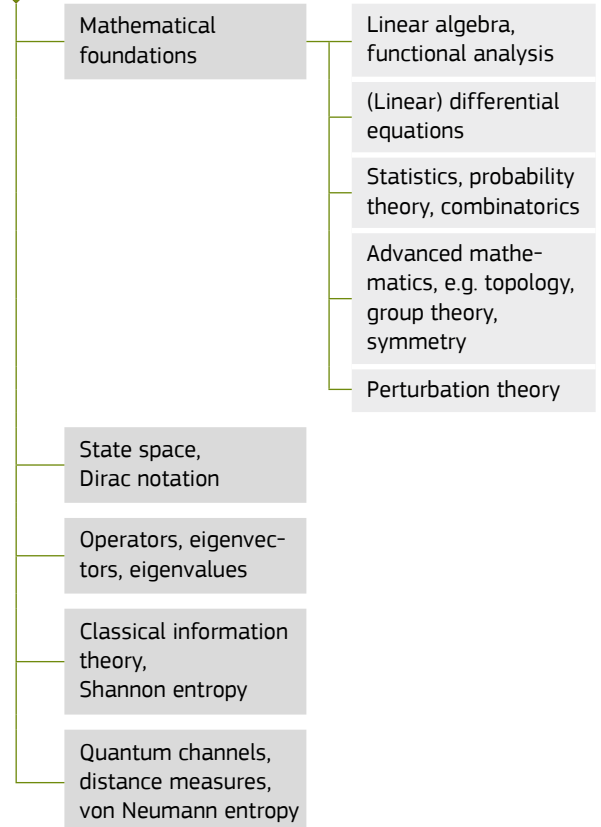 Mathematical
foundations
Linear algebra,
functional analysis
(Linear) differential
equations
Statistics, probability
theory, combinatorics
Advanced mathe-
matics, e.g. topology,
group theory,
symmetry
Perturbation theory
State space,
Dirac notation
Operators, eigenvec-
tors, eigenvalues
Classical information
theory,
Shannon entropy
Quantum channels,
distance measures,
von Neumann entropy